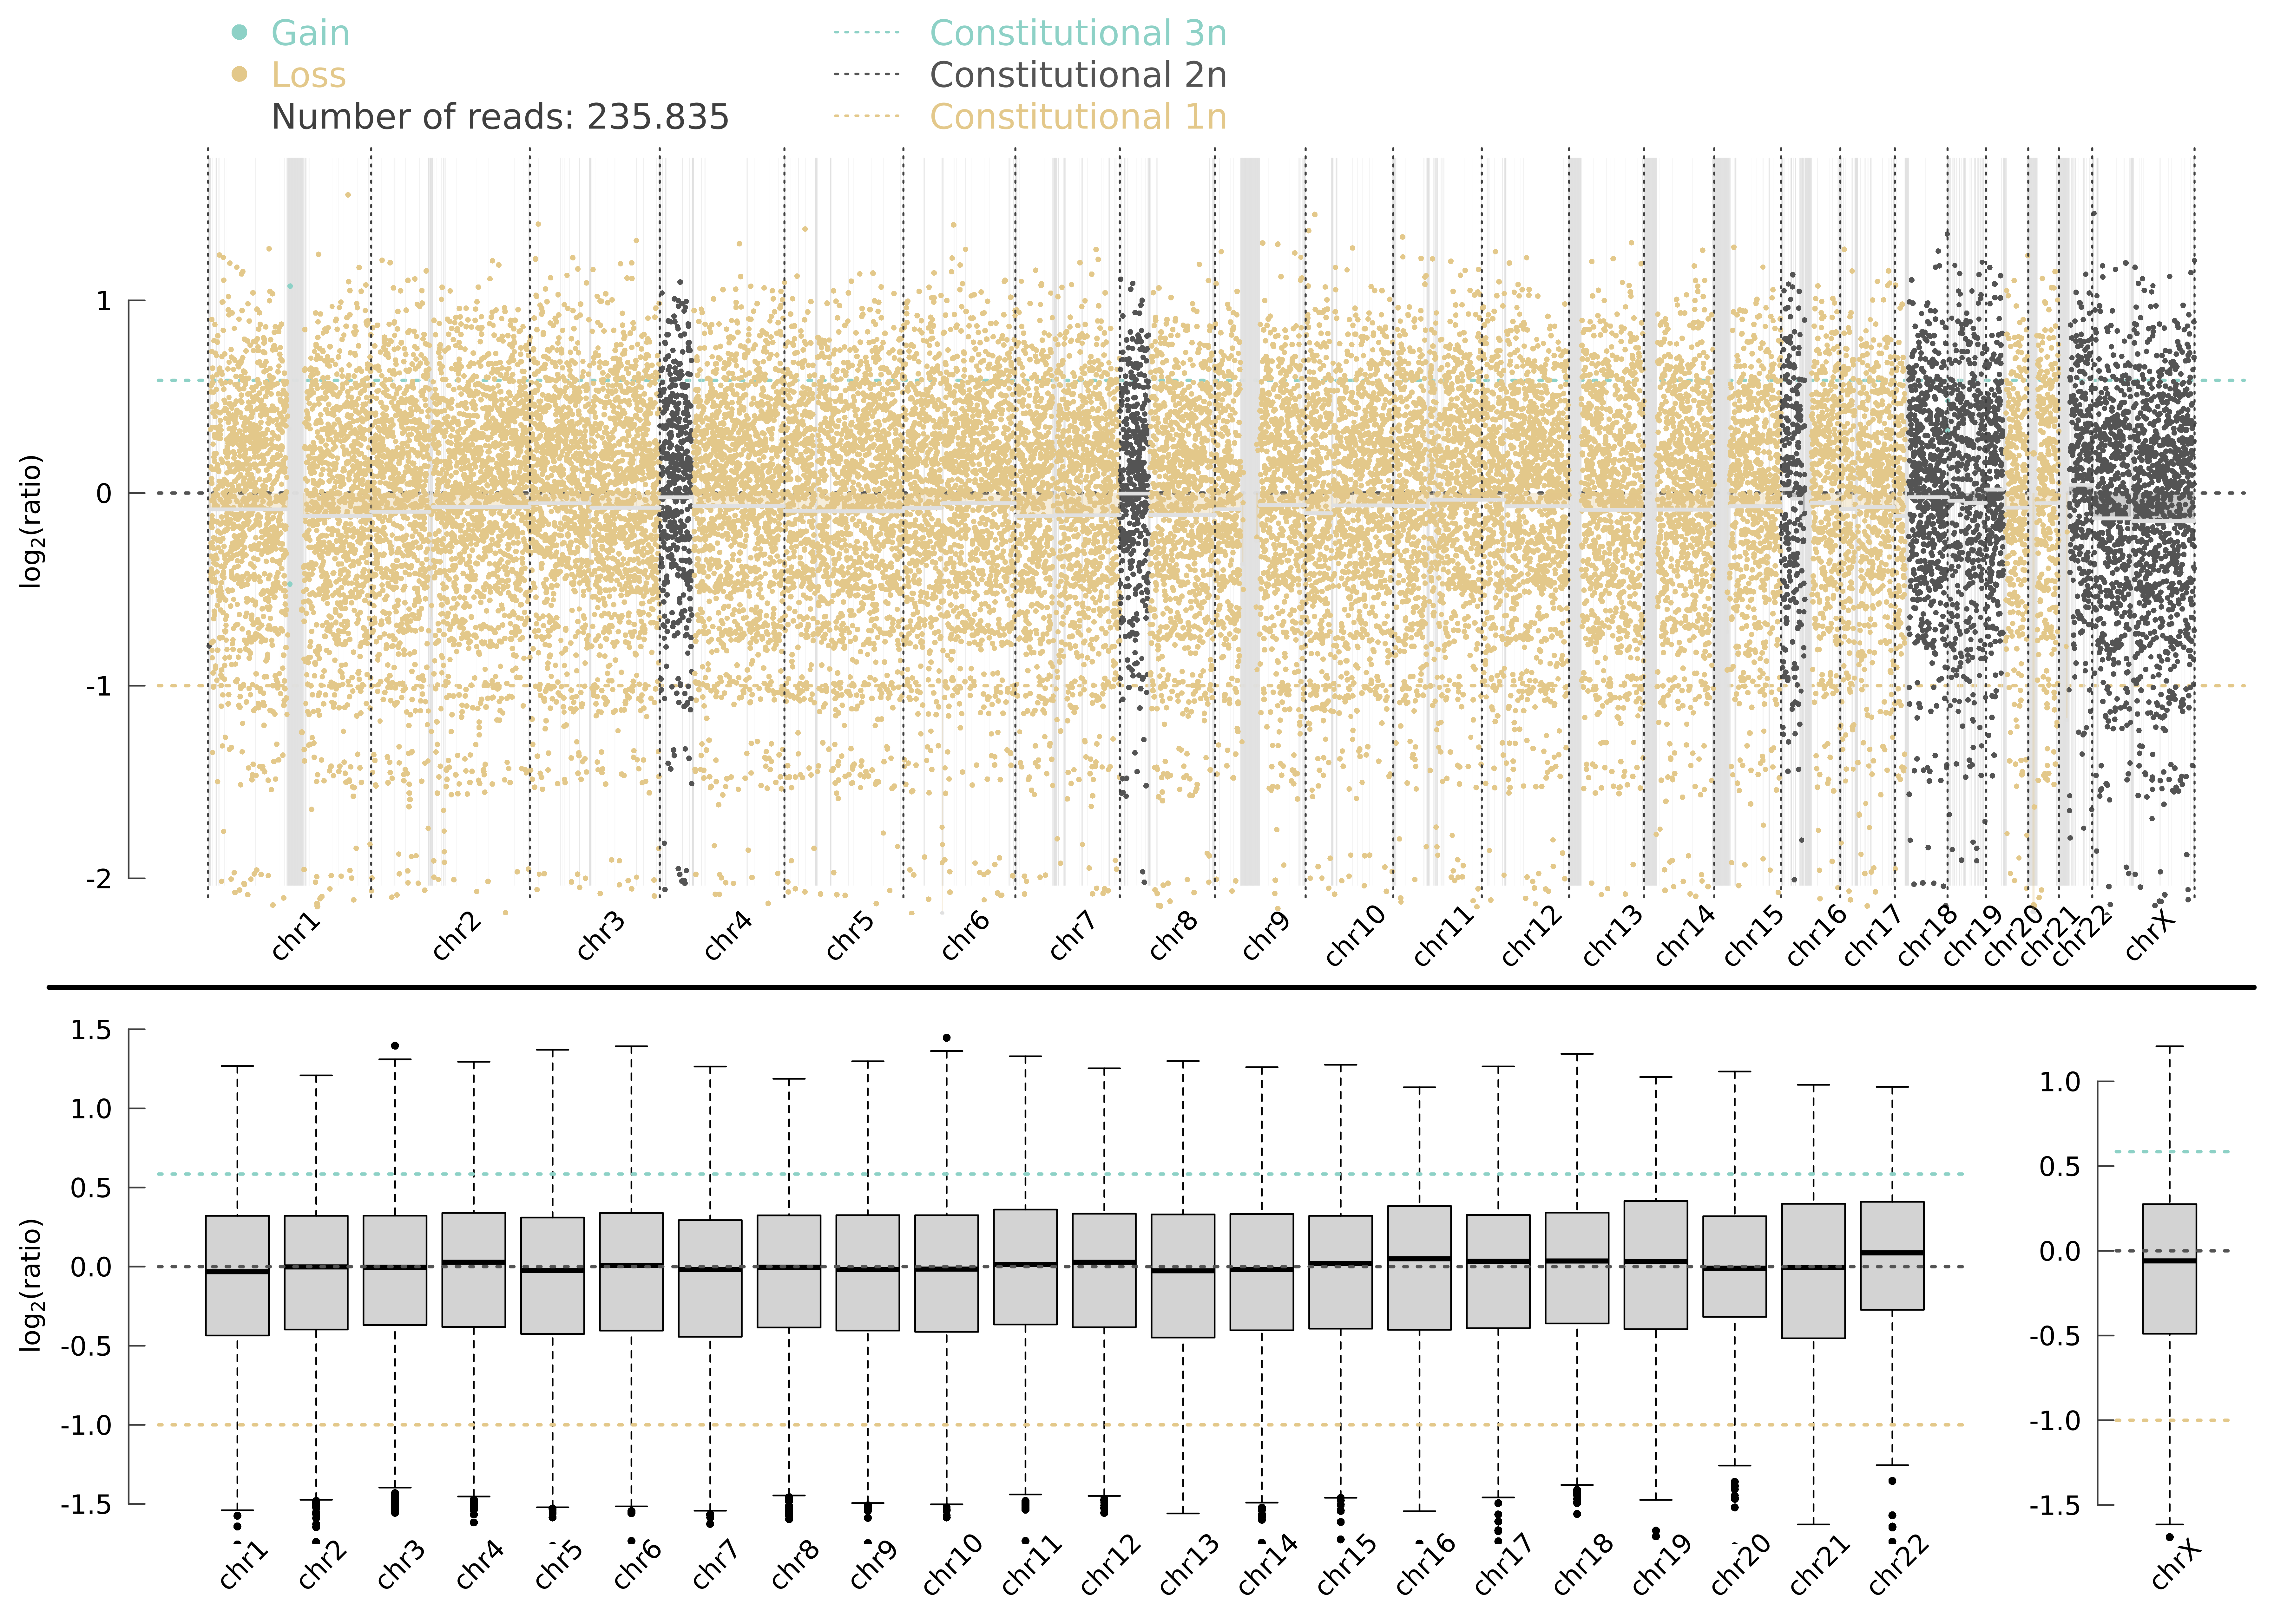 Gain
Constitutional 3n
Loss
Constitutional 2n
Number of reads: 235.835
Constitutional 1n
log2(ratio)
1
0
-1
-2
chr1 chr2 chr3 chr4 chr5 chr6 chr7 chr8 chr9 chr10 chr11 chr12 chr13 chr14 chr15 chr16 chr17 chr18 chr19 chr20 chr21 chr22 chrX
log2(ratio)
1.5
1.0
0.5
0.0
-0.5
-1.0
-1.5
chr1 chr2 chr3 chr4 chr5 chr6 chr7 chr8 chr9 chr10 chr11 chr12 chr13 chr14 chr15 chr16 chr17 chr18 chr19 chr20 chr21 chr22
1.0
0.5
0.0
-0.5
-1.0
-1.5
chrX